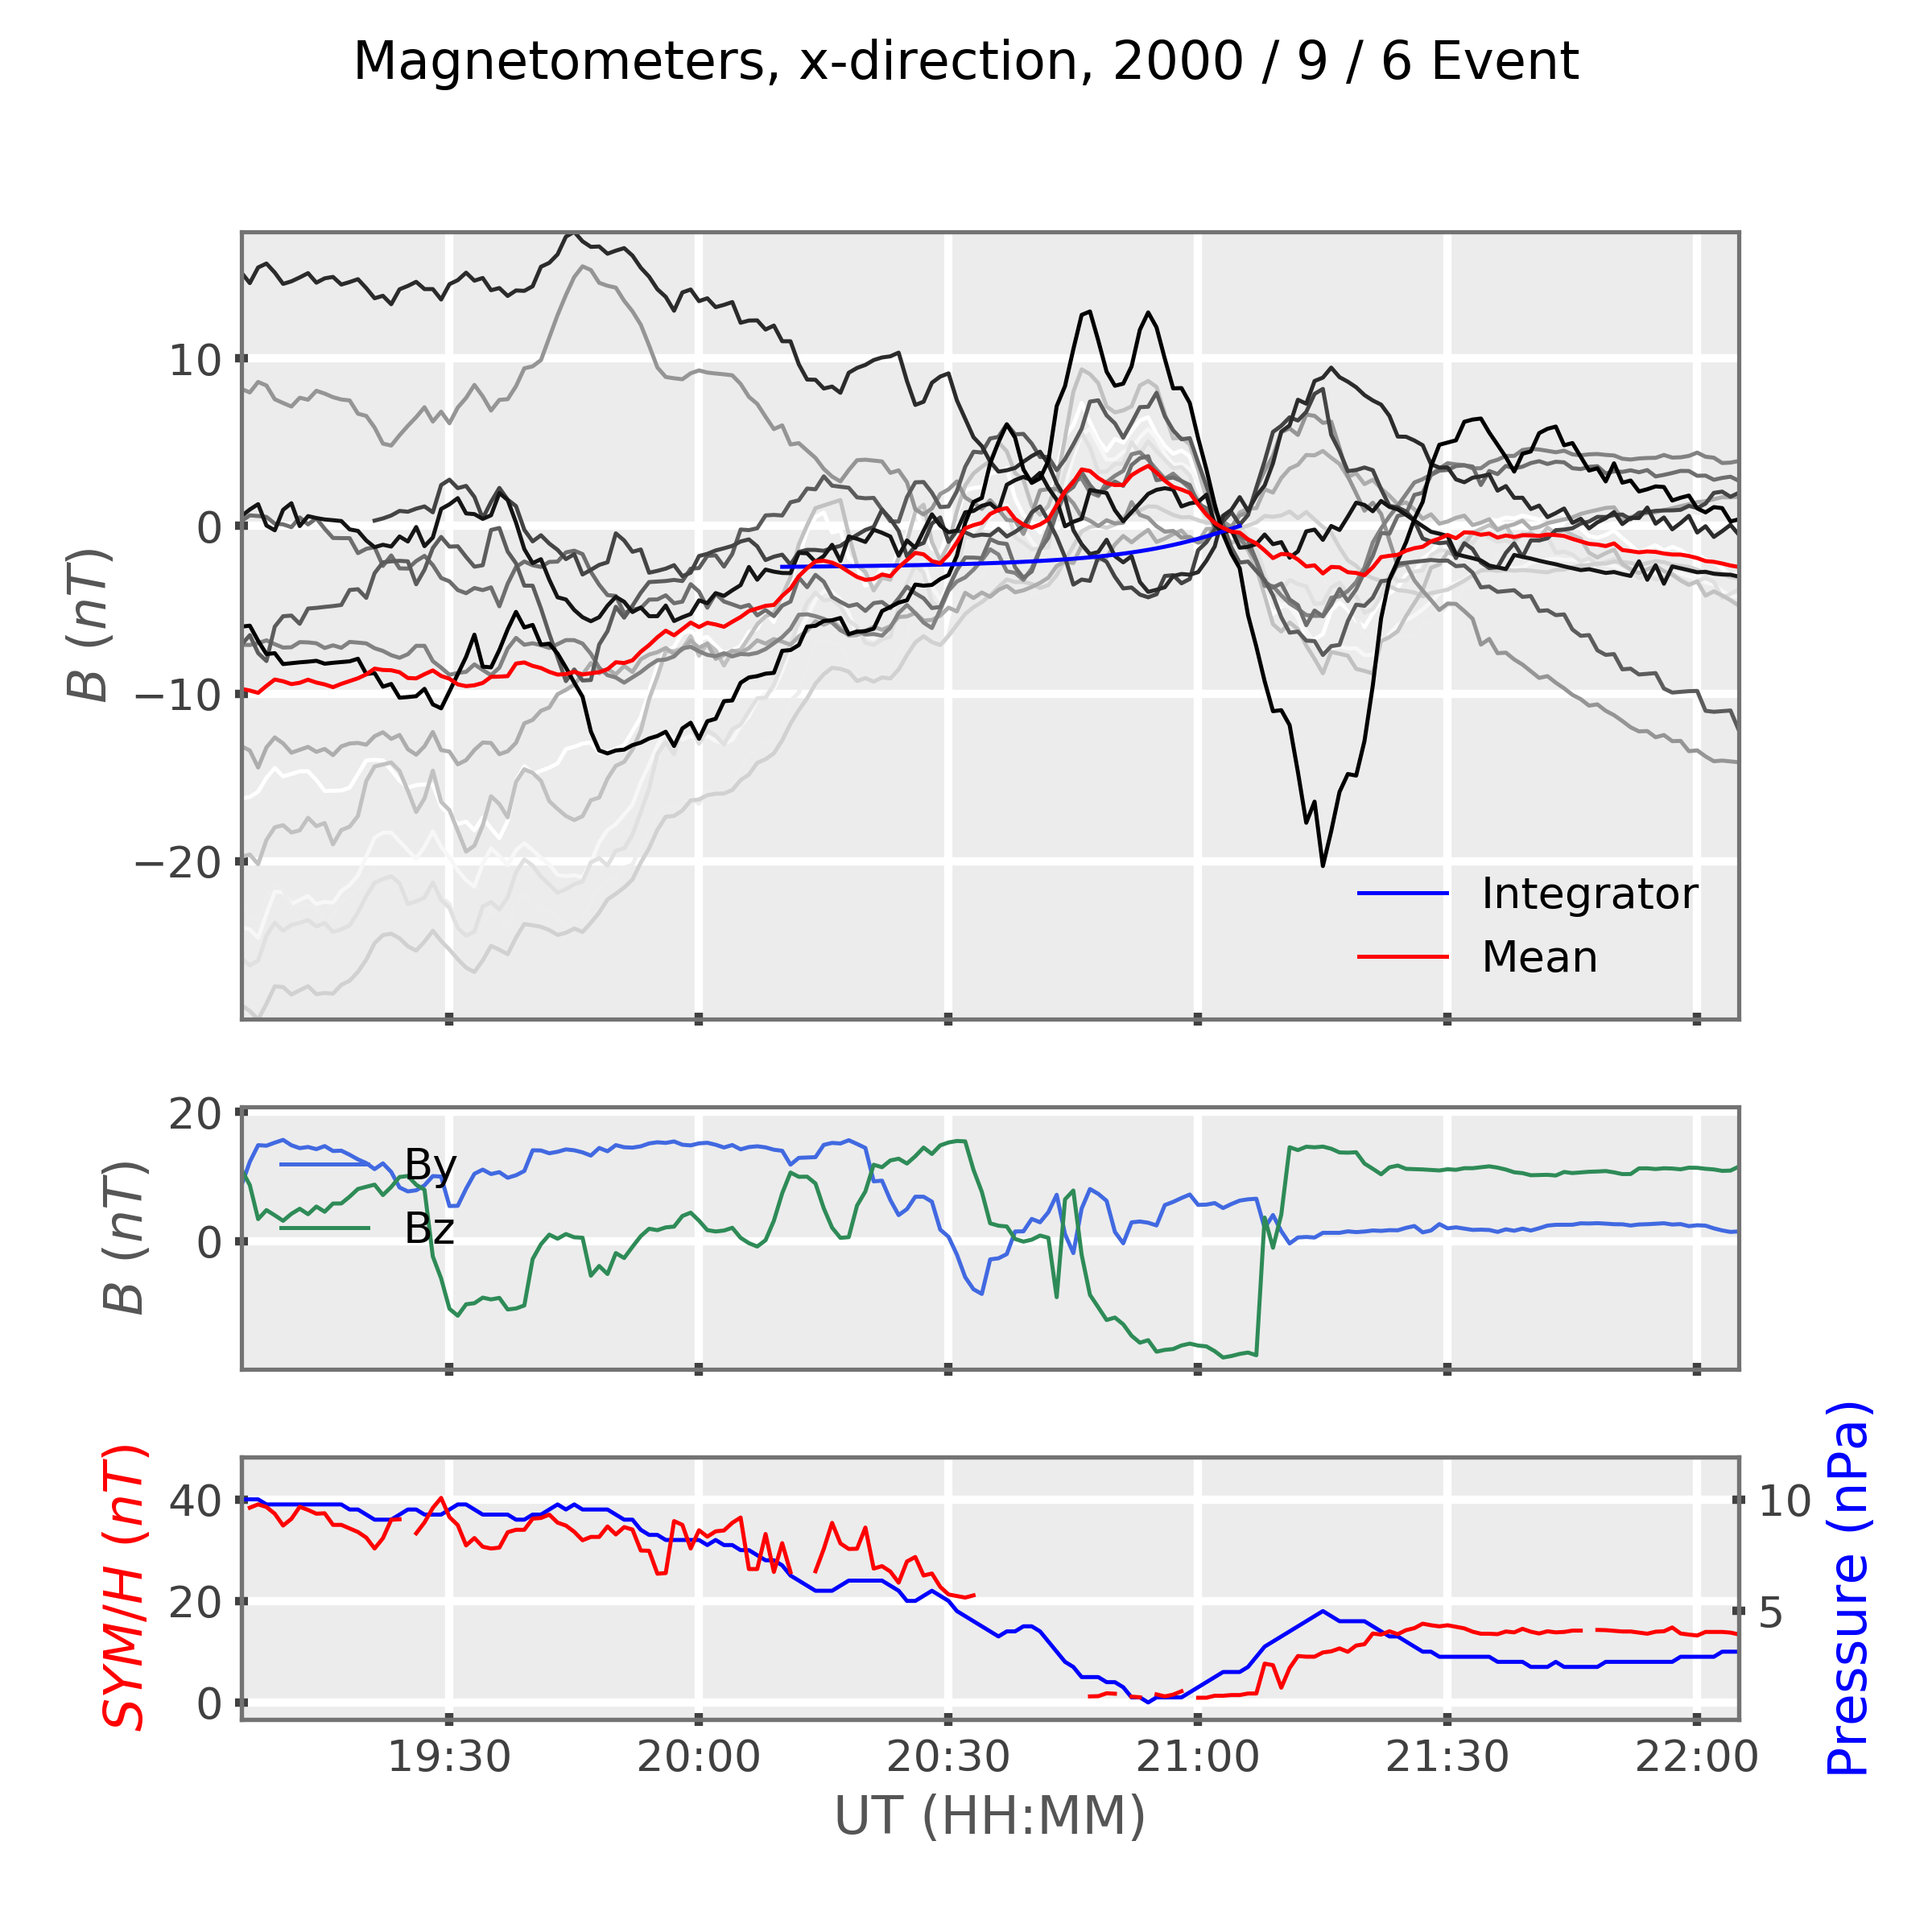 Magnetometers, x-direction, 2000 / 9 / 6 Event
B (nT)
10
0
−10
−20
Integrator
Mean
B (nT)
20
0
By
Bz
SYM/H (nT)
40
20
0
10
5
Pressure (nPa)
19:30 20:00 20:30 21:00 21:30 22:00
UT (HH:MM)